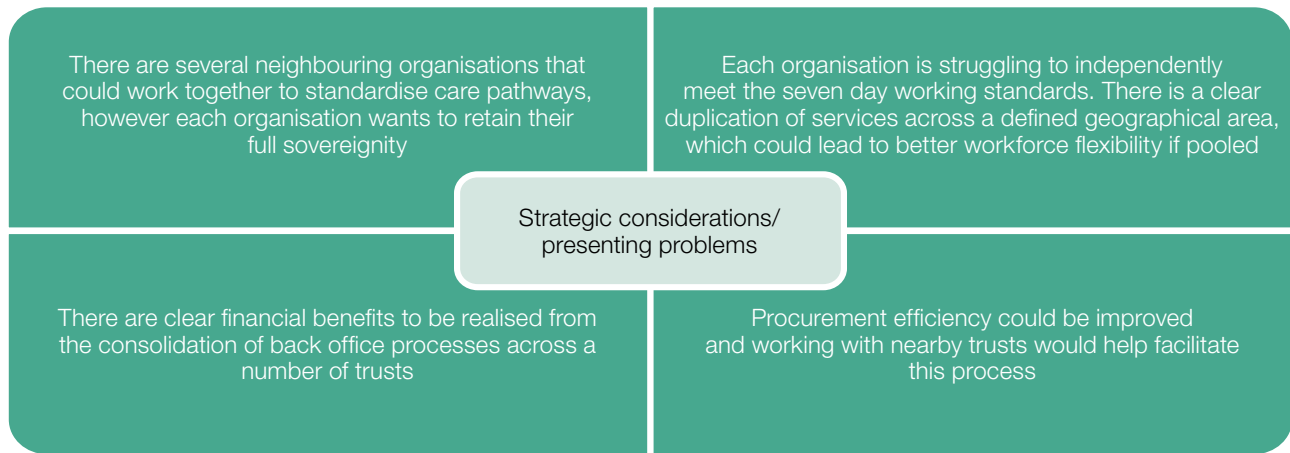 There are several neighbouring organisations that
could work together to standardise care pathways,
however each organisation wants to retain their
full sovereignity
Each organisation is struggling to independently
meet the seven day working standards. There is a clear
duplication of services across a defined geographical area,
which could lead to better workforce flexibility if pooled
Strategic considerations/
presenting problems
There are clear financial benefits to be realised from
the consolidation of back office processes across a
number of trusts
Procurement efficiency could be improved
and working with nearby trusts would help facilitate
this process